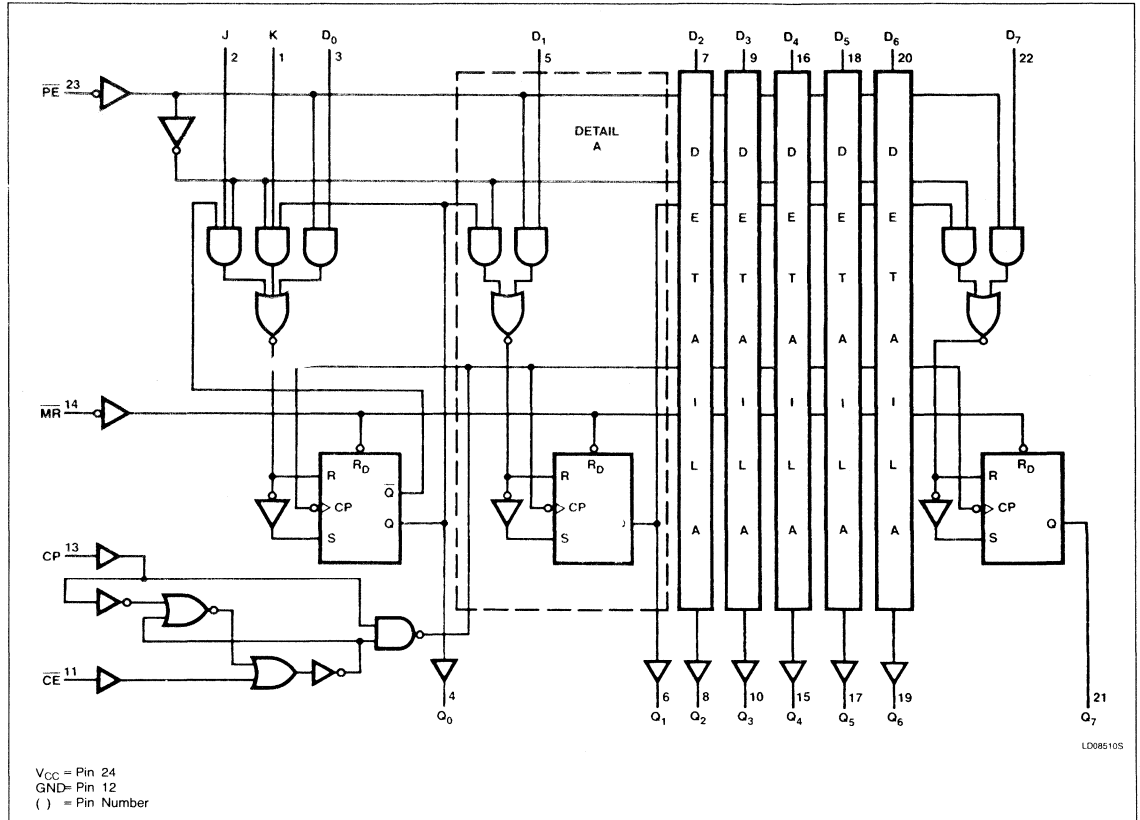 J K D0 D1 D2 D3 D4 D5 D6 D7
2 1 3 5 7 9 16 18 20 22
PE 23
DETAIL
A
D D D D D
E E E E E
T T T T T
A A A A A
I I I I I
L L L L L
A A A A A
MR 14
RD RD RD
R Q̅ CP Q S
R CP S
R CP Q S
CP 13
CE 11
4 6 8 10 15 17 19 21
Q0 Q1 Q2 Q3 Q4 Q5 Q6 Q7
LD08510S
VCC = Pin 24
GND= Pin 12
( ) = Pin Number